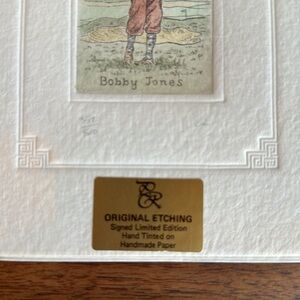 Bobby Jones
ORIGINAL ETCHING
Signed Limited Edition
Hand Tinted on
Handmade Paper